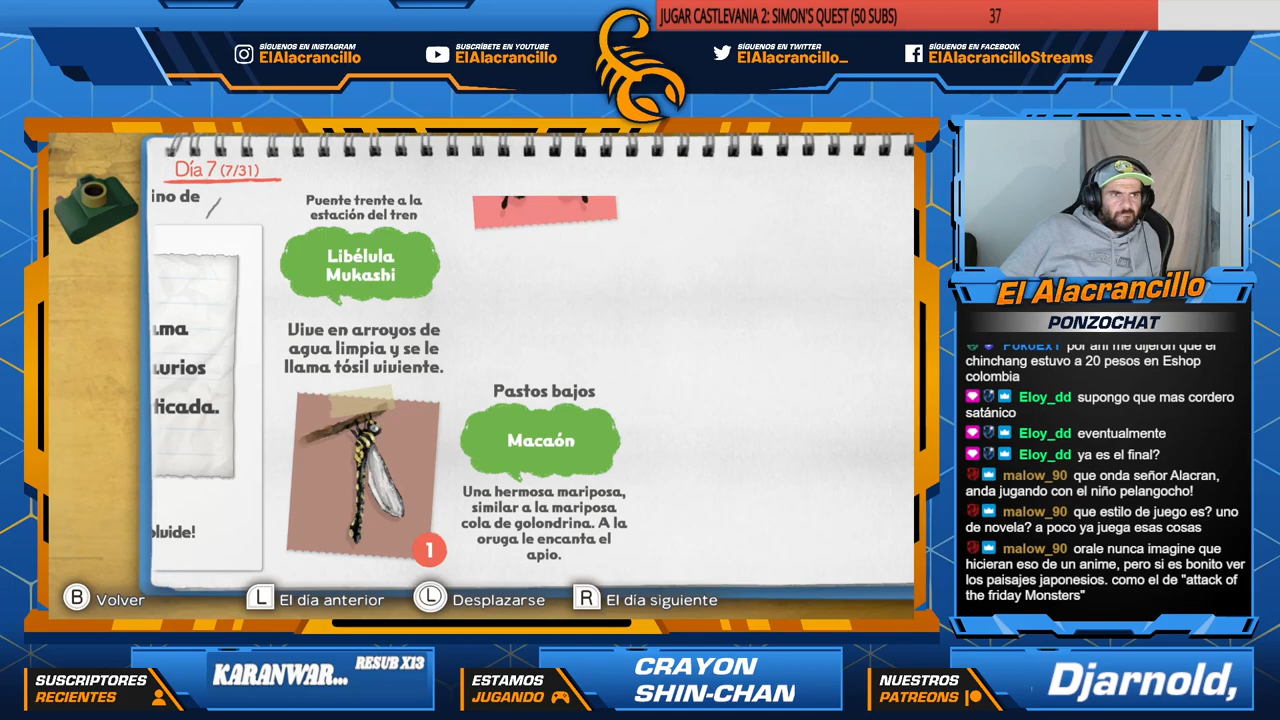 JUGAR CASTLEVANIA 2: SIMON'S QUEST (50 SUBS)
37
SÍGUENOS EN INSTAGRAM
ElAlacrancillo
SUSCRÍBETE EN YOUTUBE
ElAlacrancillo
SÍGUENOS EN TWITTER
ElAlacrancillo_
SÍGUENOS EN FACEBOOK
ElAlacrancilloStreams
Día 7 (7/31)
ino de
ma
urios
ticada.
lvide!
Puente trente a la
estación del tren
Libélula
Mukashi
Vive en arroyos de
agua limpia y se le
llama tósil viviente.
1
Pastos bajos
Macaón
Una hermosa mariposa,
similar a la mariposa
cola de golondrina. A la
oruga le encanta el
apio.
B Volver
L El día anterior
L Desplazarse
R El día siguiente
El Alacrancillo
PONZOCHAT
por ahí me dijeron que el
chinchang estuvo a 20 pesos en Eshop
colombia
Eloy_dd supongo que mas cordero
satánico
Eloy_dd eventualmente
Eloy_dd ya es el final?
malow_90 que onda señor Alacran,
anda jugando con el niño pelangocho!
malow_90 que estilo de juego es? uno
de novela? a poco ya juega esas cosas
malow_90 orale nunca imagine que
hicieran eso de un anime, pero si es bonito ver
los paisajes japonesios. como el de "attack of
the friday Monsters"
SUSCRIPTORES
RECIENTES
KARANWAR...
RESUB X13
ESTAMOS
JUGANDO
CRAYON
SHIN-CHAN
NUESTROS
PATREONS
Djarnold,